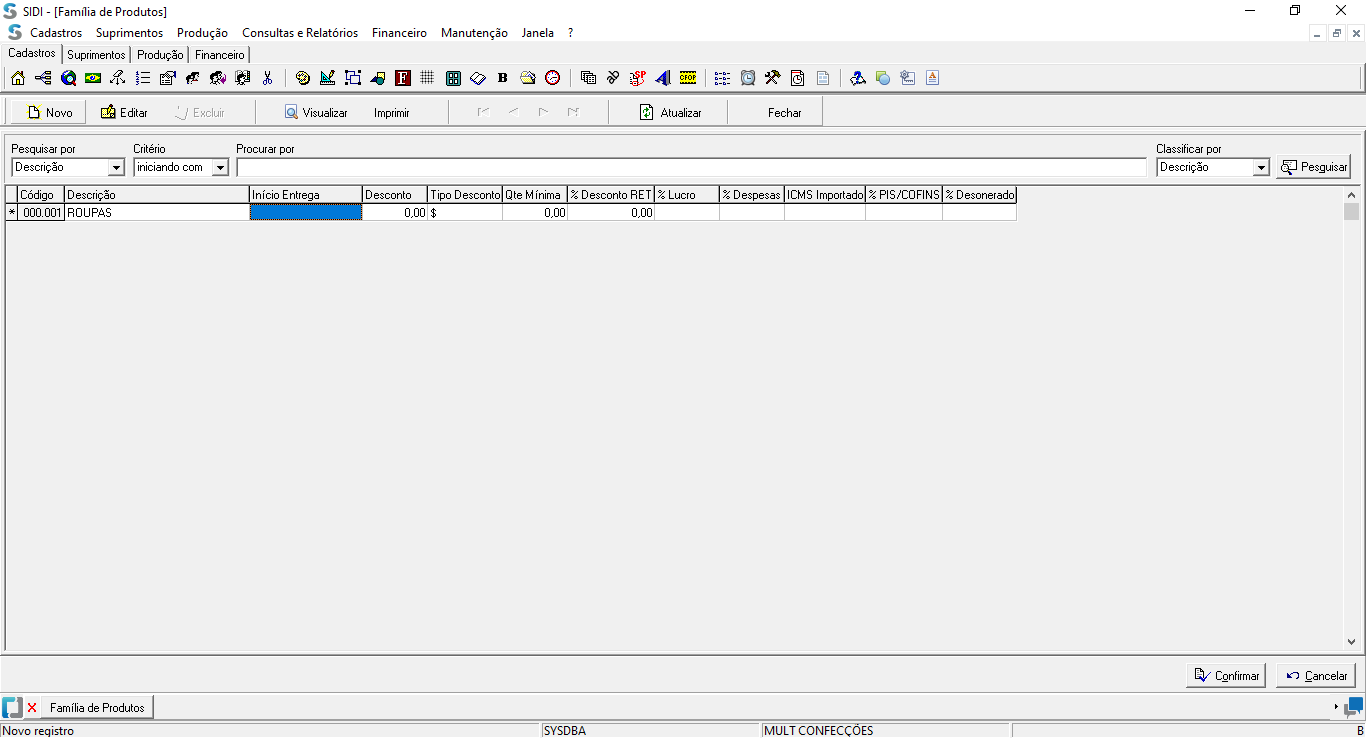 SIDI - [Família de Produtos]
Cadastros Suprimentos Produção Consultas e Relatórios Financeiro Manutenção Janela ?
Cadastros Suprimentos Produção Financeiro
F B SP SP CFOP
Novo Editar Excluir Visualizar Imprimir Atualizar Fechar
Pesquisar por Critério Procurar por Classificar por
Descrição iniciando com Descrição Pesquisar
Código Descrição Início Entrega Desconto Tipo Desconto Qte Mínima % Desconto RET % Lucro % Despesas ICMS Importado % PIS/COFINS % Desonerado
* 000.001 ROUPAS 0,00 $ 0,00 0,00
Confirmar Cancelar
Família de Produtos
Novo registro SYSDBA MULT CONFECÇÕES B